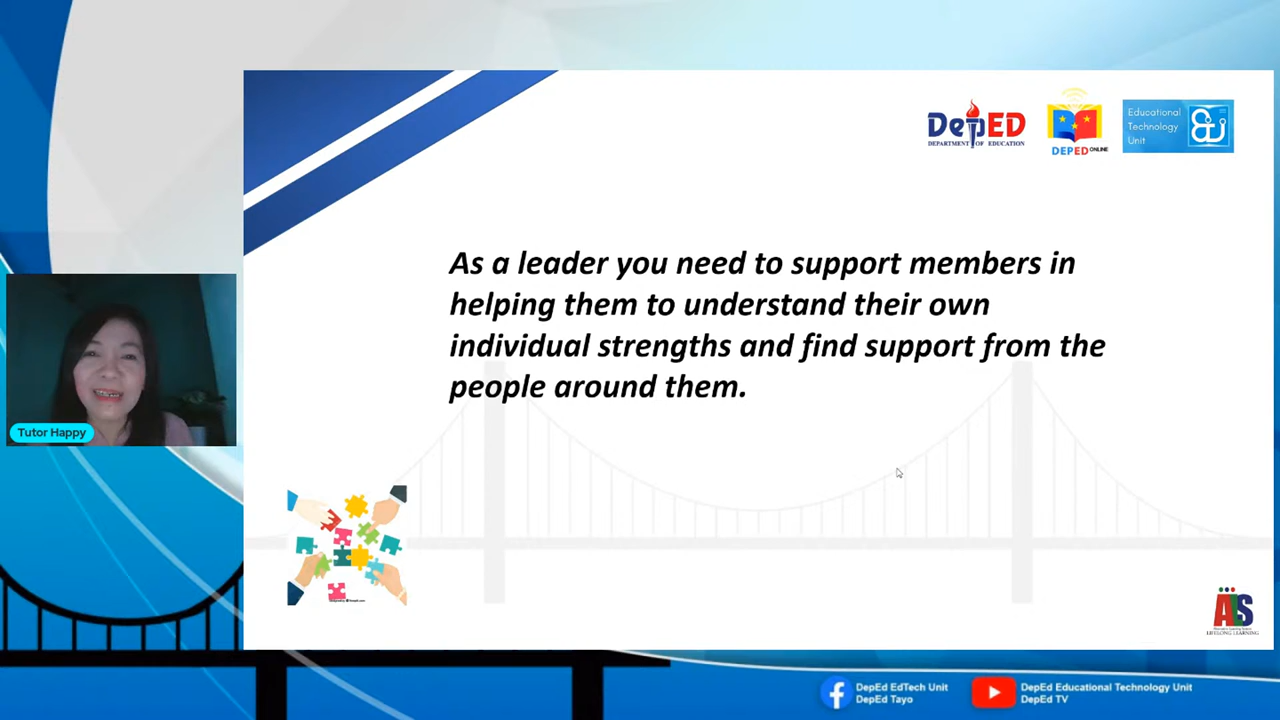 DepED
DEPARTMENT OF EDUCATION
DEPED ONLINE
Educational
Technology
Unit
As a leader you need to support members in
helping them to understand their own
individual strengths and find support from the
people around them.
Tutor Happy
ALS
LIFELONG LEARNING
DepEd EdTech Unit
DepEd Tayo
DepEd Educational Technology Unit
DepEd TV